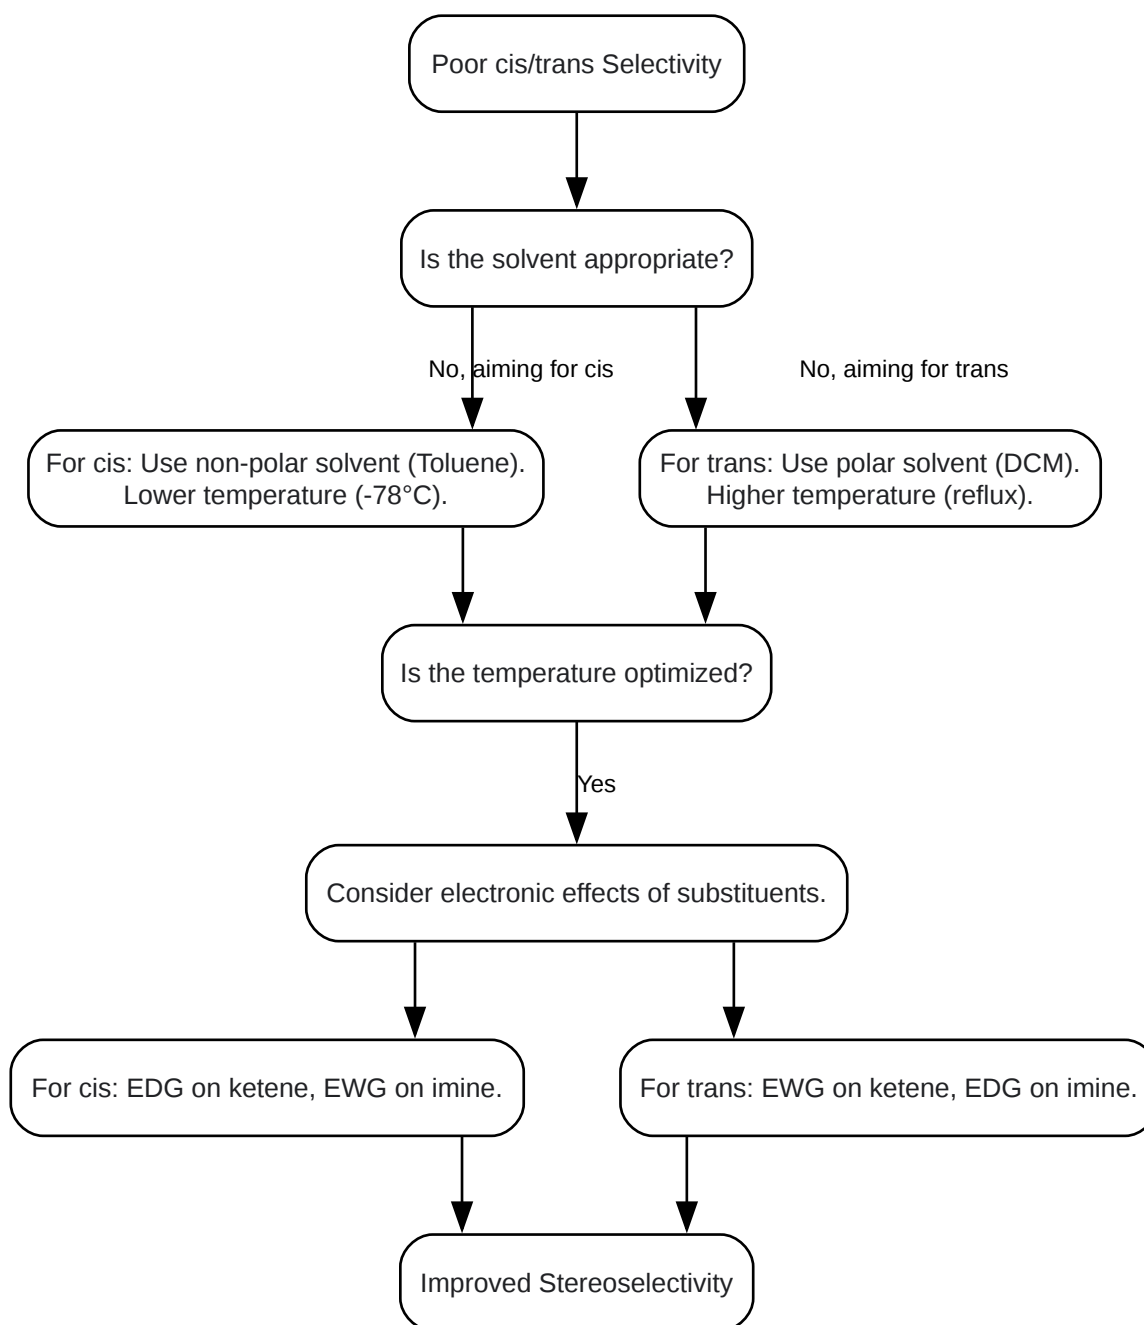 Poor cis/trans Selectivity
Is the solvent appropriate?
No, aiming for cis
No, aiming for trans
For cis: Use non-polar solvent (Toluene).
Lower temperature (-78°C).
For trans: Use polar solvent (DCM).
Higher temperature (reflux).
Is the temperature optimized?
Yes
Consider electronic effects of substituents.
For cis: EDG on ketene, EWG on imine.
For trans: EWG on ketene, EDG on imine.
Improved Stereoselectivity